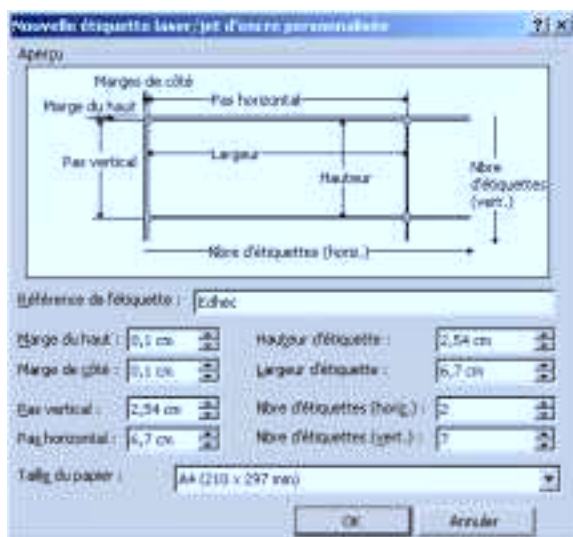 Nouvelle étiquette laser, jet d'encre personnalisée
Aperçu
Marges de côté
Marge du haut
Pas horizontal
Pas vertical
Largeur
Hauteur
Nbre
d'étiquettes
(vert.)
Nbre d'étiquettes (horiz.)
Référence de l'étiquette : Edhec
Marge du haut : 0,1 cm Hauteur d'étiquette : 2,54 cm
Marge de côté : 0,1 cm Largeur d'étiquette : 6,7 cm
Pas vertical : 2,54 cm Nbre d'étiquettes (horiz.) : 2
Pas horizontal : 6,7 cm Nbre d'étiquettes (vert.) : 7
Taille du papier : A4 (210 x 297 mm)
OK Annuler